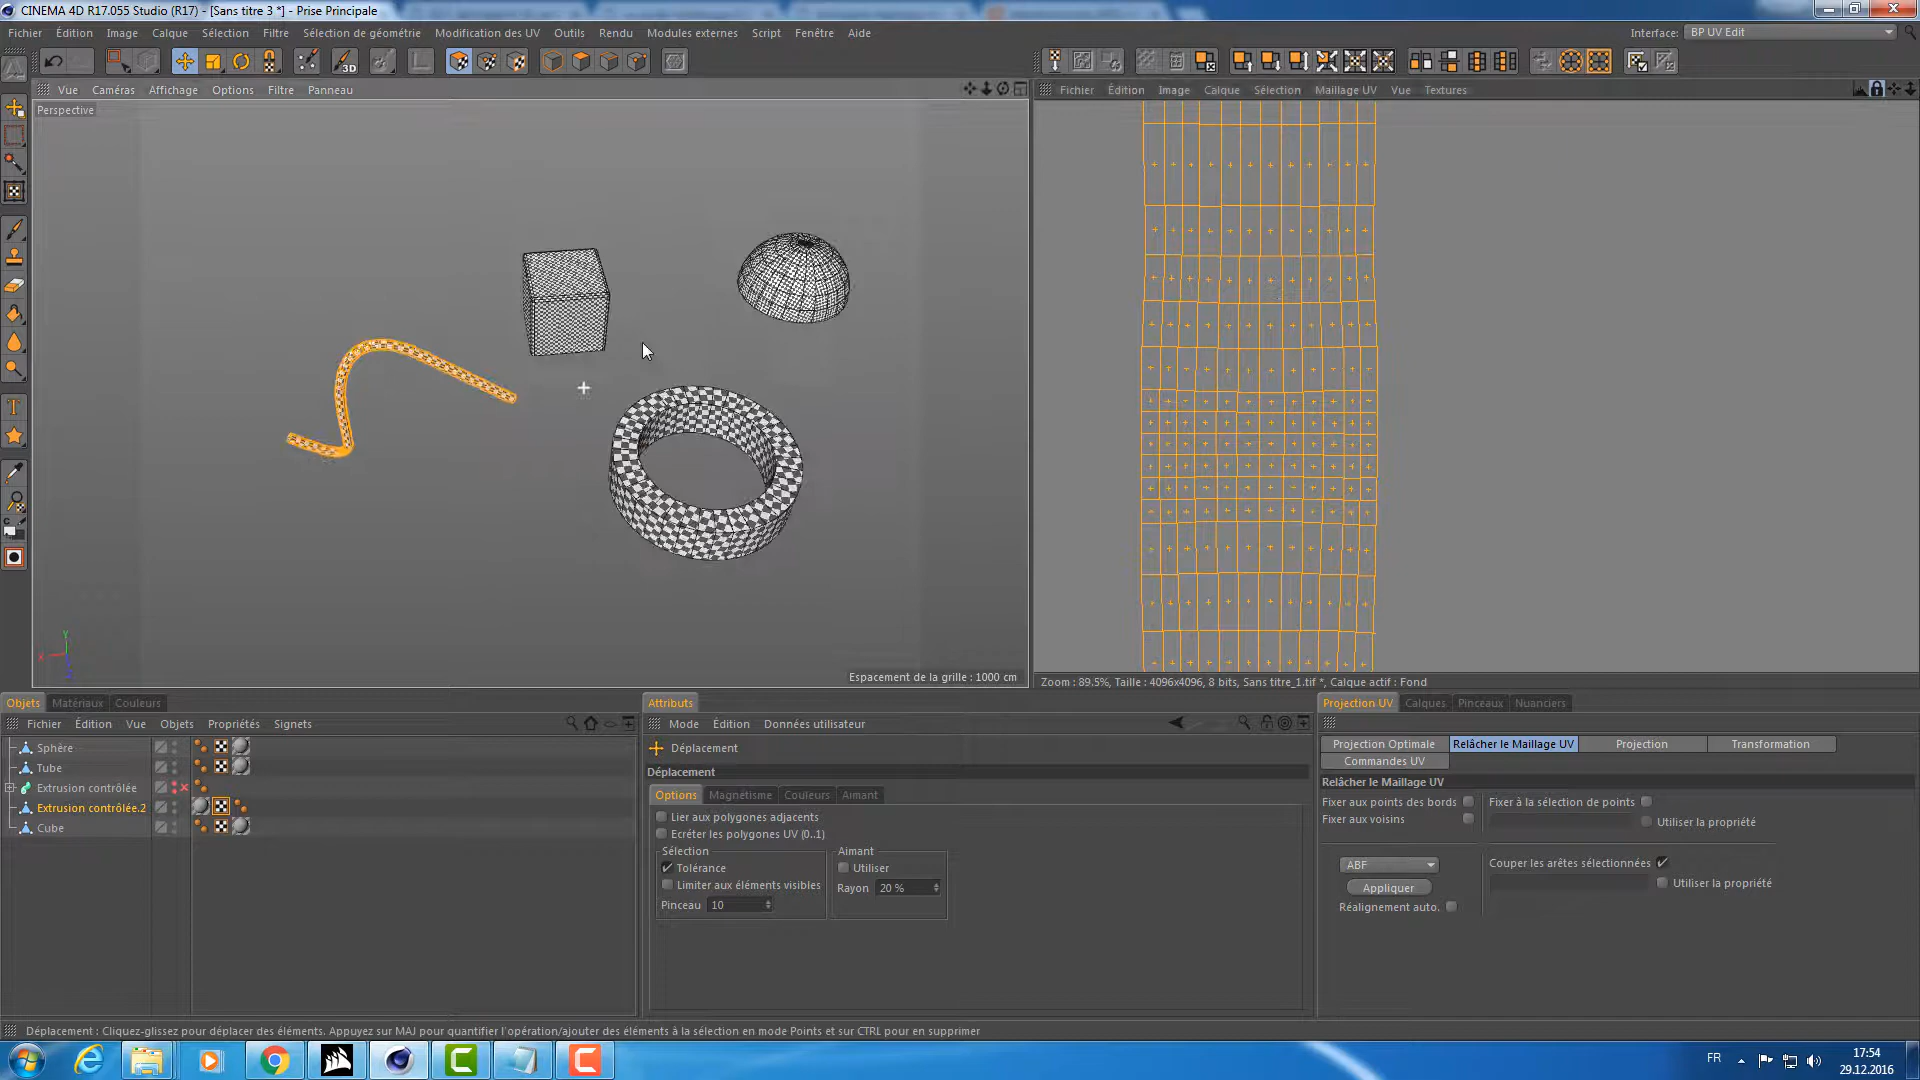 CINEMA 4D R17.055 Studio (R17) - [Sans titre 3 *] - Prise Principale
Fichier Édition Image Calque Sélection Filtre Sélection de géométrie Modification des UV Outils Rendu Modules externes Script Fenêtre Aide Interface: BP UV Edit
Vue Caméras Affichage Options Filtre Panneau
Fichier Édition Image Calque Sélection Maillage UV Vue Textures
Perspective
Espacement de la grille : 1000 cm
Zoom : 89.5%, Taille : 4096x4096, 8 bits, Sans titre_1.tif *, Calque actif : Fond
Objets Matériaux Couleurs
Fichier Édition Vue Objets Propriétés Signets
Sphère
Tube
Extrusion contrôlée
Extrusion contrôlée.2
Cube
Attributs
Mode Édition Données utilisateur
Déplacement
Déplacement
Options Magnétisme Couleurs Aimant
Lier aux polygones adjacents
Ecréter les polygones UV (0..1)
Sélection
Tolérance
Limiter aux éléments visibles
Pinceau 10
Aimant
Utiliser
Rayon 20 %
Projection UV Calques Pinceaux Nuanciers
Projection Optimale Relâcher le Maillage UV Projection Transformation
Commandes UV
Relâcher le Maillage UV
Fixer aux points des bords Fixer à la sélection de points
Fixer aux voisins Utiliser la propriété
ABF Couper les arêtes sélectionnées
Appliquer Utiliser la propriété
Réalignement auto.
Déplacement : Cliquez-glissez pour déplacer des éléments. Appuyez sur MAJ pour quantifier l'opération/ajouter des éléments à la sélection en mode Points et sur CTRL pour en supprimer
FR
17:54
29.12.2016